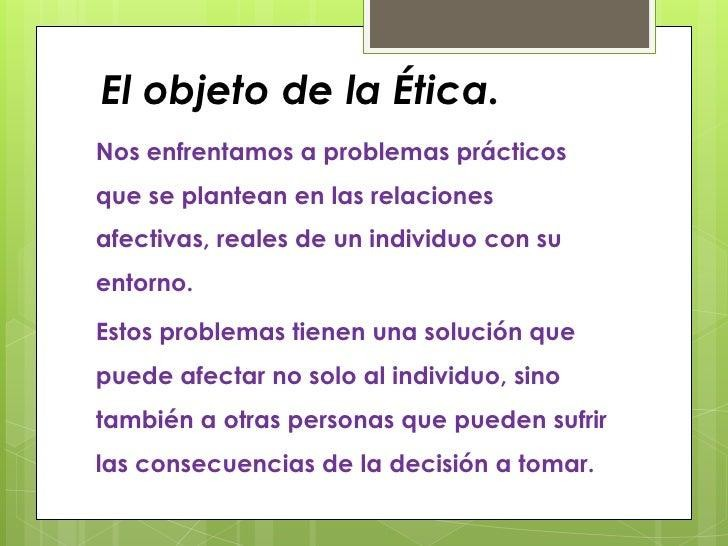 El objeto de la Ética.
Nos enfrentamos a problemas prácticos
que se plantean en las relaciones
afectivas, reales de un individuo con su
entorno.
Estos problemas tienen una solución que
puede afectar no solo al individuo, sino
también a otras personas que pueden sufrir
las consecuencias de la decisión a tomar.